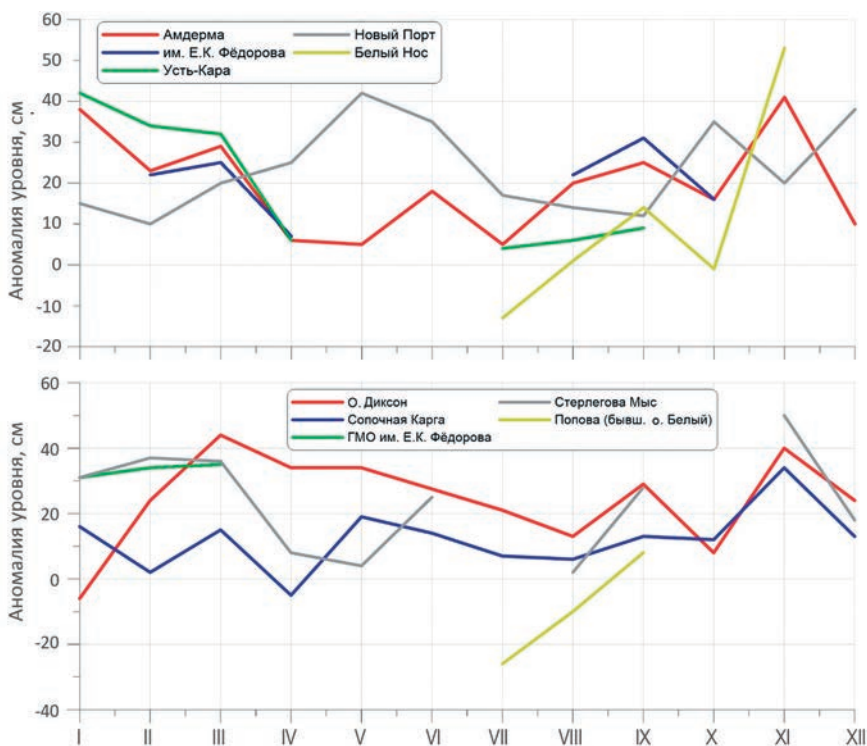 Аномалия уровня, см
60
50
40
30
20
10
0
-10
-20
Амдерма
им. Е.К. Фёдорова
Усть-Кара
Новый Порт
Белый Нос
Аномалия уровня, см
60
40
20
0
-20
-40
О. Диксон
Сопочная Карга
ГМО им. Е.К. Фёдорова
Стерлегова Мыс
Попова (бывш. о. Белый)
I II III IV V VI VII VIII IX X XI XII